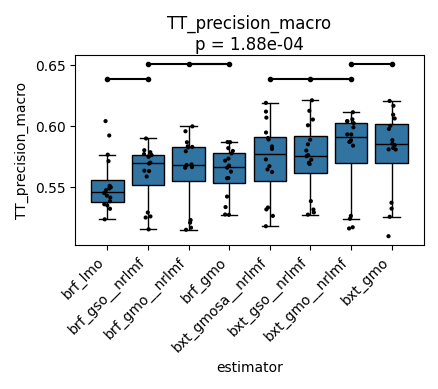 TT_precision_macro
p = 1.88e-04
TT_precision_macro
0.65
0.60
0.55
brf_lmo
brf_gso__nrlmf
brf_gmo__nrlmf
brf_gmo
bxt_gmosa__nrlmf
bxt_gso__nrlmf
bxt_gmo__nrlmf
bxt_gmo
estimator